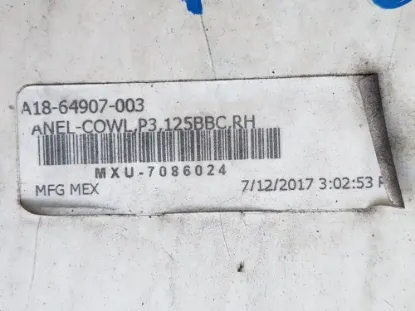 A18-64907-003
ANEL-COWL,P3,125BBC,RH
MXU-7086024
MFG MEX 7/12/2017 3:02:53 P